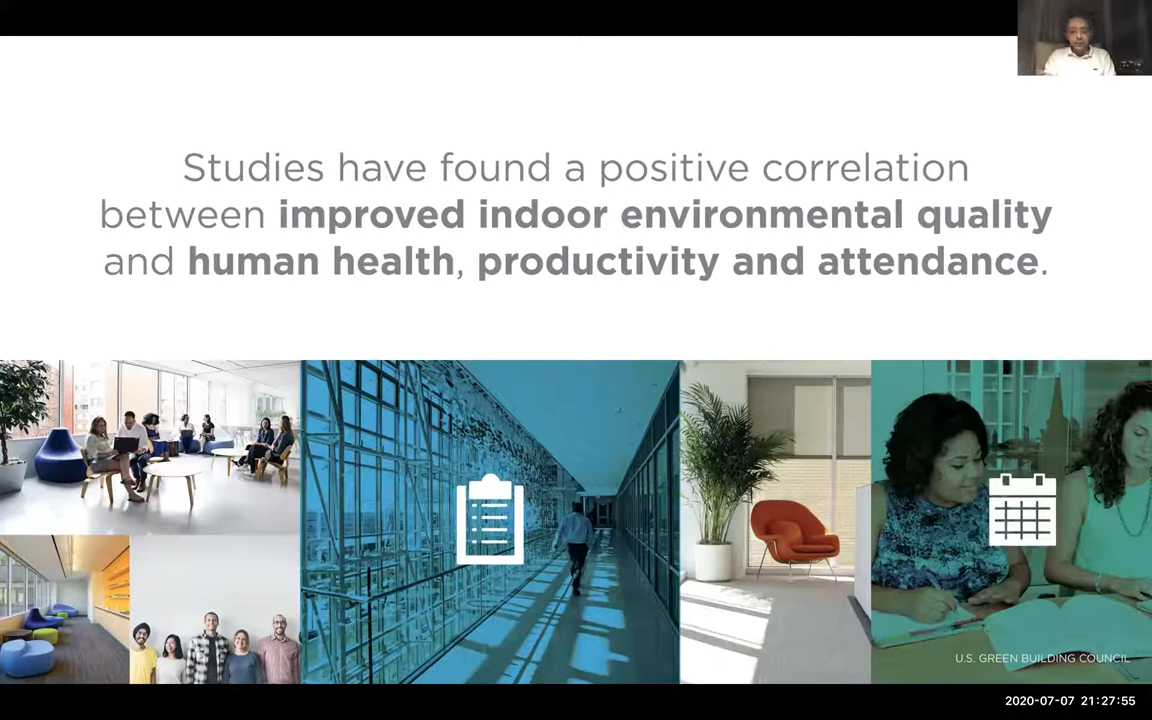 Studies have found a positive correlation
between improved indoor environmental quality
and human health, productivity and attendance.
U.S. GREEN BUILDING COUNCIL
2020-07-07 21:27:55